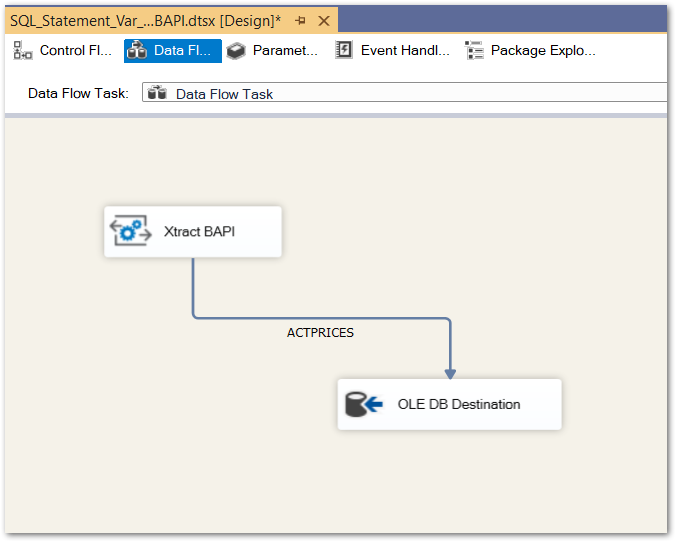 SQL_Statement_Var_...BAPI.dtsx [Design]*
Control Fl... Data Fl... Paramet... Event Handl... Package Explo...
Data Flow Task: Data Flow Task
Xtract BAPI
ACTPRICES
OLE DB Destination